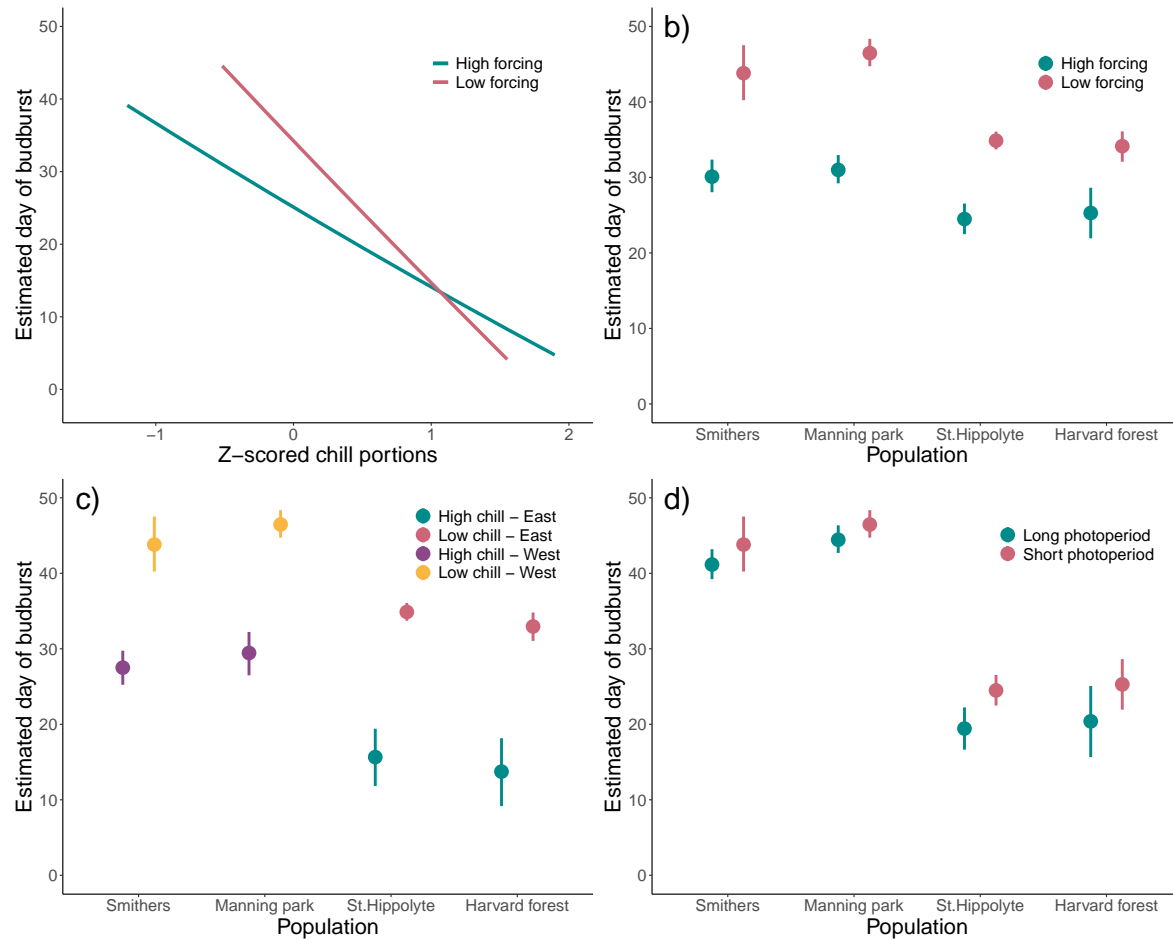 50
40
30
20
10
0
Estimated day of budburst
High forcing
Low forcing
−1
0
1
2
Z−scored chill portions
b)
50
40
30
20
10
0
Estimated day of budburst
High forcing
Low forcing
Smithers
Manning park
St.Hippolyte
Harvard forest
Population
c)
50
40
30
20
10
0
Estimated day of budburst
High chill − East
Low chill − East
High chill − West
Low chill − West
Smithers
Manning park
St.Hippolyte
Harvard forest
Population
d)
50
40
30
20
10
0
Estimated day of budburst
Long photoperiod
Short photoperiod
Smithers
Manning park
St.Hippolyte
Harvard forest
Population